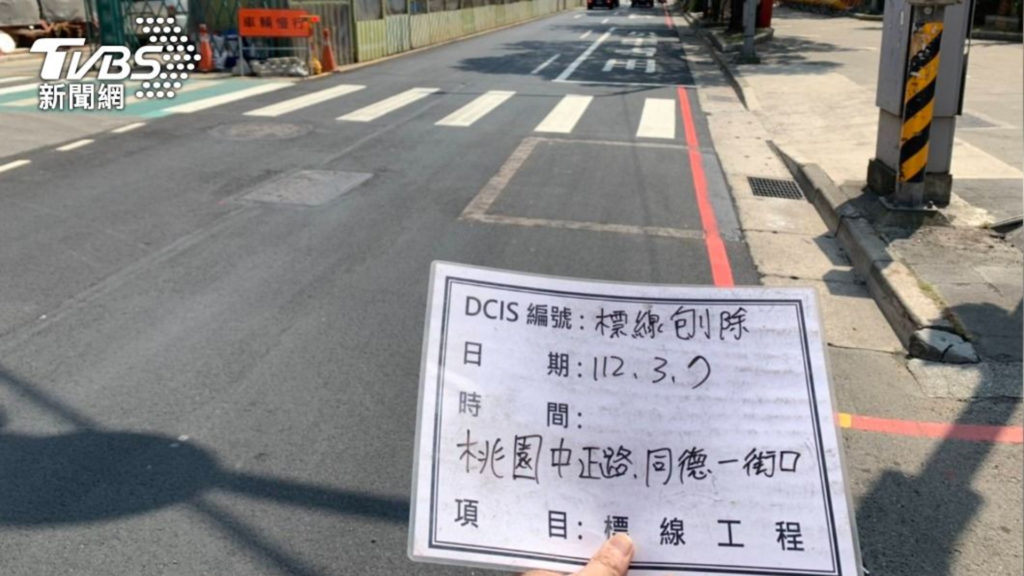 TVBS
新聞網
車輛慢行
DCIS 編號:標線刨除
日 期:112.3.7
時 間:
桃園中正路.同德一街口
項 目:標線工程